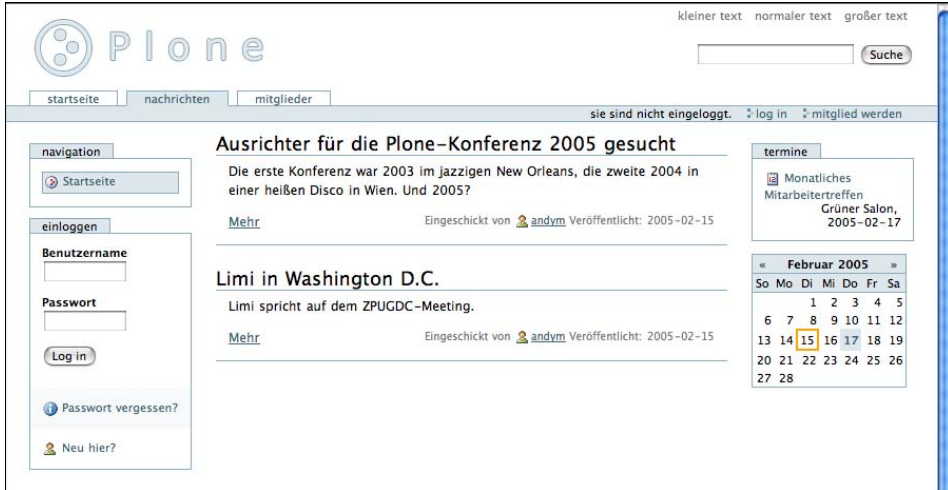 kleiner text normaler text großer text
Plone
Suche
startseite nachrichten mitglieder
sie sind nicht eingeloggt. log in mitglied werden
navigation
Startseite
einloggen
Benutzername
Passwort
Log in
Passwort vergessen?
Neu hier?
Ausrichter für die Plone-Konferenz 2005 gesucht
Die erste Konferenz war 2003 im jazzigen New Orleans, die zweite 2004 in
einer heißen Disco in Wien. Und 2005?
Mehr Eingeschickt von andym Veröffentlicht: 2005-02-15
Limi in Washington D.C.
Limi spricht auf dem ZPUGDC-Meeting.
Mehr Eingeschickt von andym Veröffentlicht: 2005-02-15
termine
Monatliches
Mitarbeitertreffen
Grüner Salon,
2005-02-17
« Februar 2005 »
So Mo Di Mi Do Fr Sa
1 2 3 4 5
6 7 8 9 10 11 12
13 14 15 16 17 18 19
20 21 22 23 24 25 26
27 28